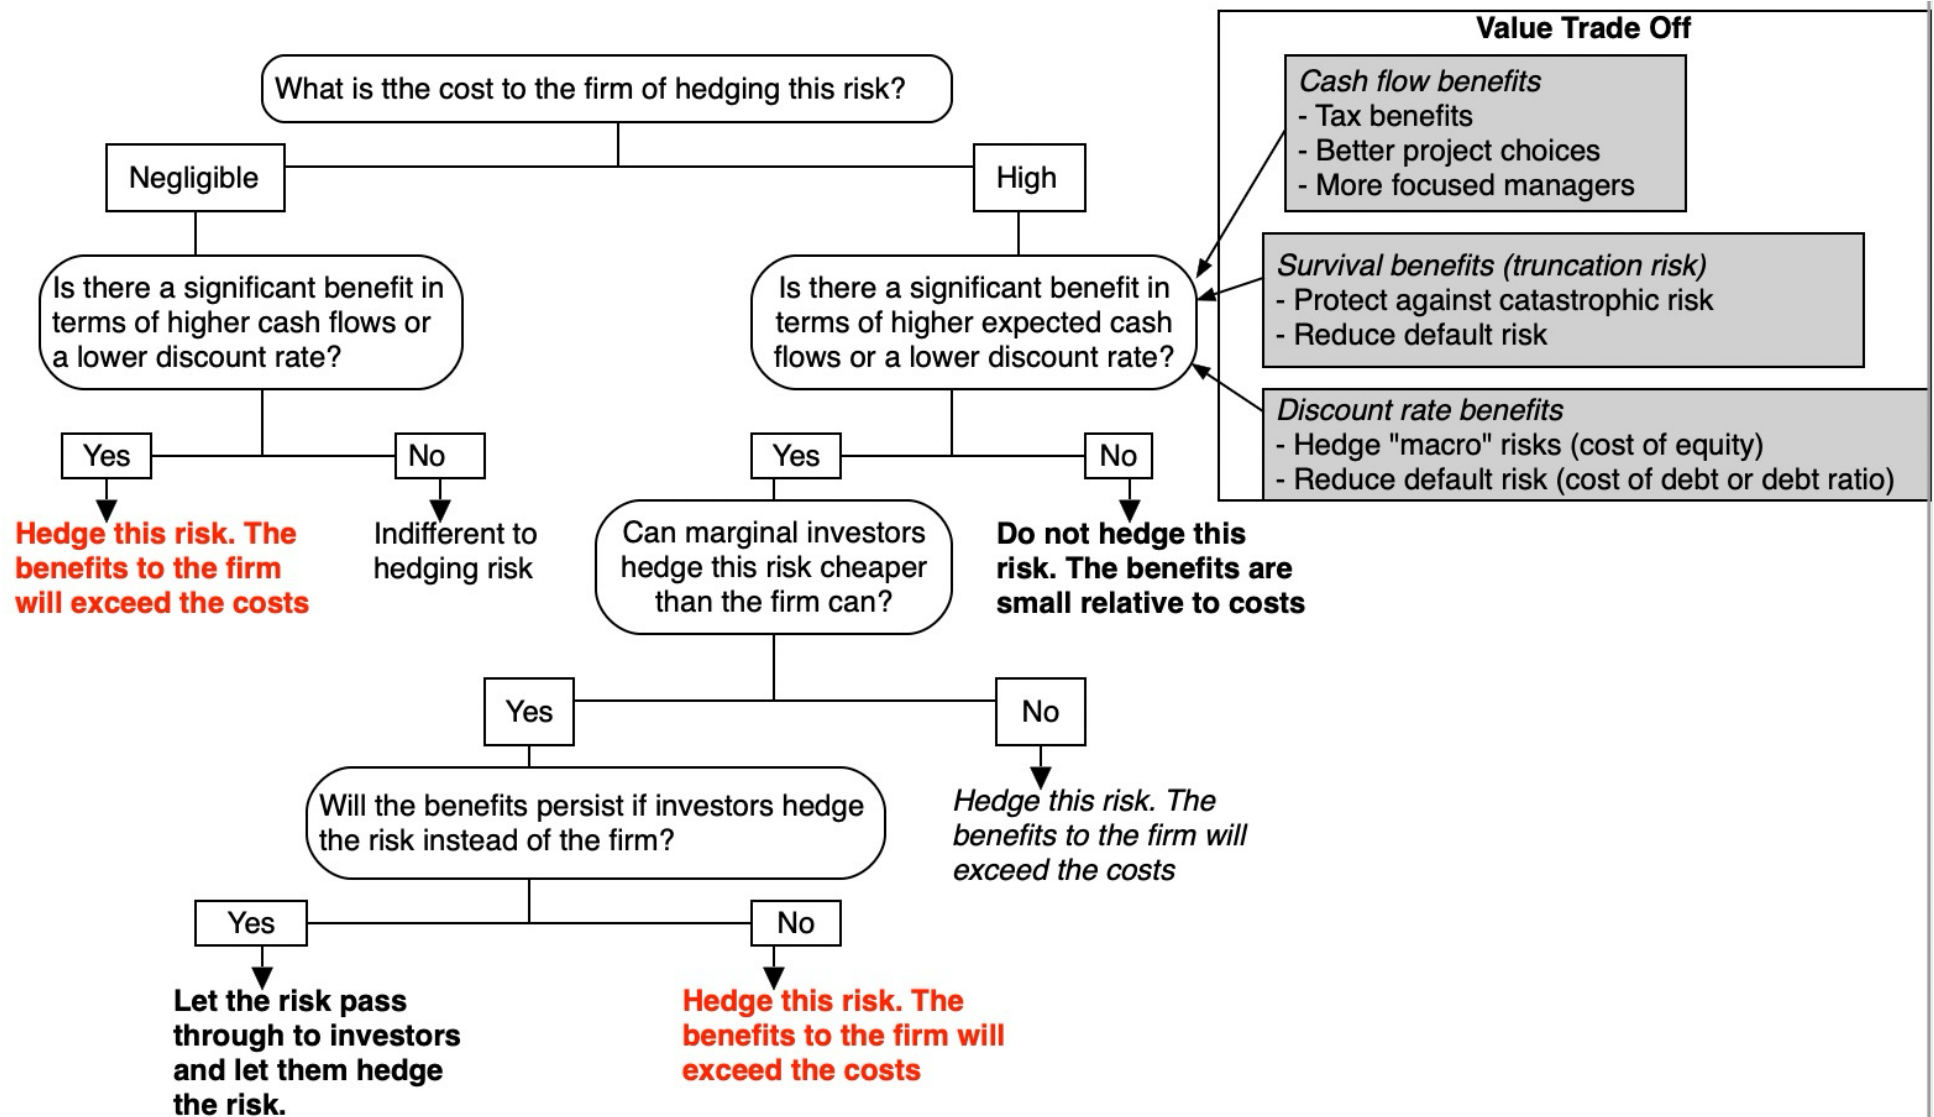 Value Trade Off
What is tthe cost to the firm of hedging this risk?
Cash flow benefits
- Tax benefits
- Better project choices
- More focused managers
Negligible
High
Survival benefits (truncation risk)
- Protect against catastrophic risk
- Reduce default risk
Is there a significant benefit in
terms of higher cash flows or
a lower discount rate?
Is there a significant benefit in
terms of higher expected cash
flows or a lower discount rate?
Discount rate benefits
- Hedge "macro" risks (cost of equity)
- Reduce default risk (cost of debt or debt ratio)
Yes
No
Yes
No
Hedge this risk. The
benefits to the firm
will exceed the costs
Indifferent to
hedging risk
Can marginal investors
hedge this risk cheaper
than the firm can?
Do not hedge this
risk. The benefits are
small relative to costs
Yes
No
Will the benefits persist if investors hedge
the risk instead of the firm?
Hedge this risk. The
benefits to the firm will
exceed the costs
Yes
No
Let the risk pass
through to investors
and let them hedge
the risk.
Hedge this risk. The
benefits to the firm will
exceed the costs